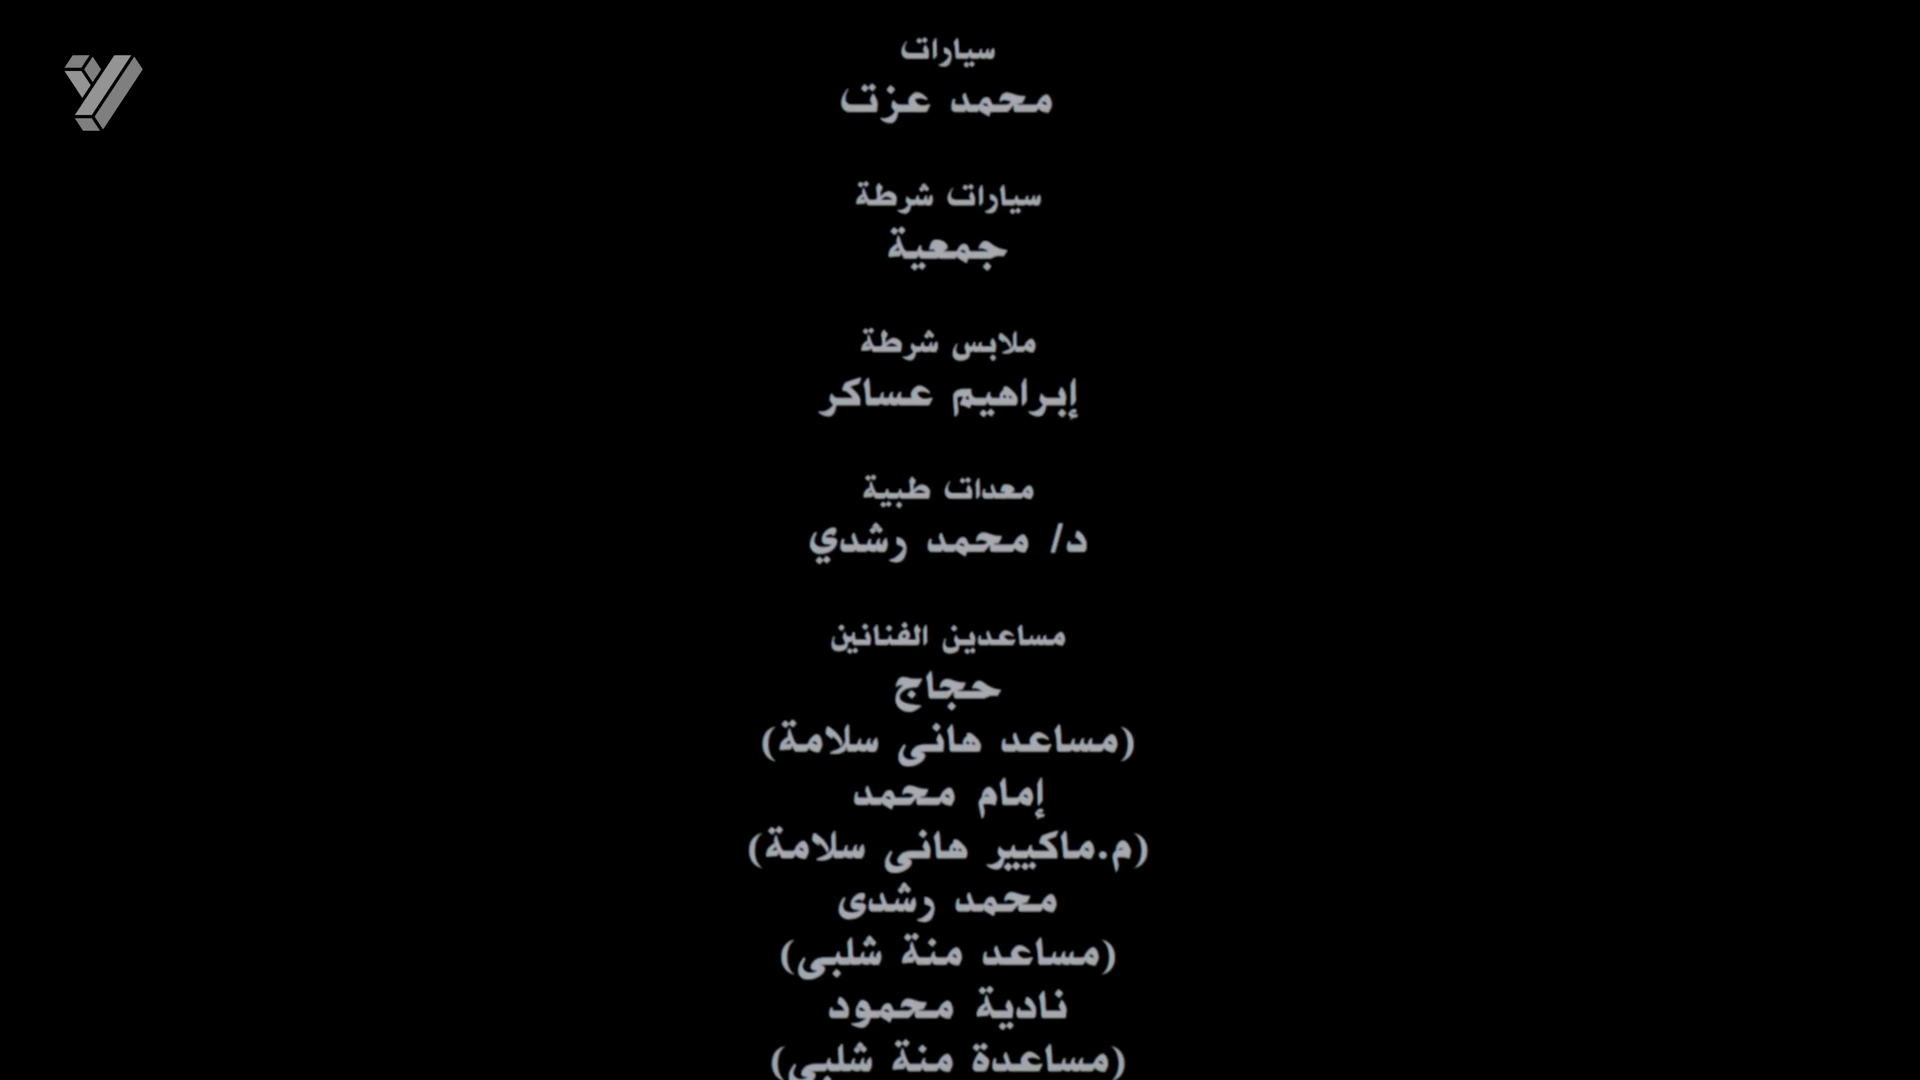 سيارات
محمد عزت
سيارات شرطة
جمعية
ملابس شرطة
إبراهيم عساكر
معدات طبية
د/ محمد رشدي
مساعدين الفنانين
حجاج
(مساعد هانى سلامة)
إمام محمد
(م.ماكيير هانى سلامة)
محمد رشدى
(مساعد منة شلبى)
نادية محمود
(مساعدة منة شلبى)